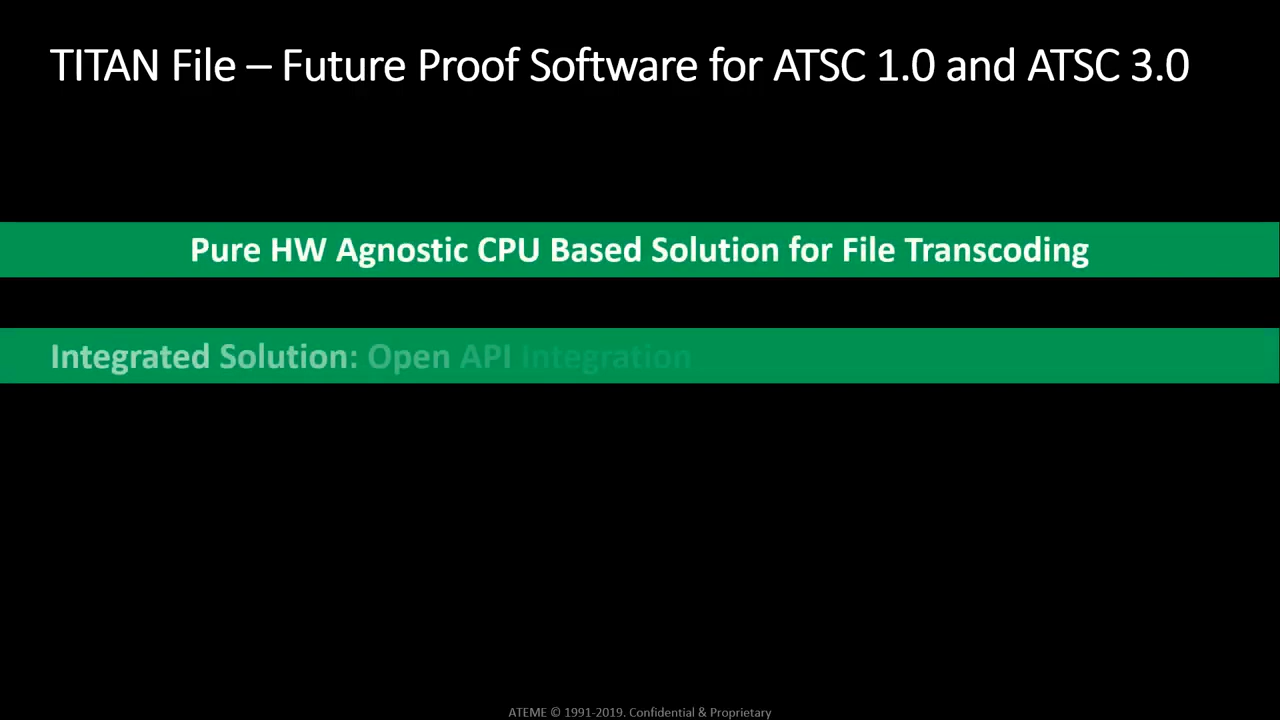 TITAN File – Future Proof Software for ATSC 1.0 and ATSC 3.0
Pure HW Agnostic CPU Based Solution for File Transcoding
Integrated Solution: Open API integration
ATEME © 1991-2019. Confidential & Proprietary